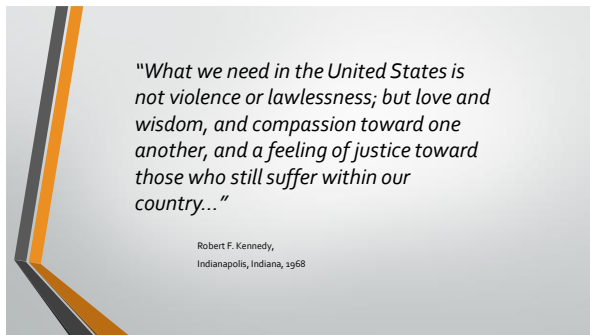 “What we need in the United States is
not violence or lawlessness; but love and
wisdom, and compassion toward one
another, and a feeling of justice toward
those who still suffer within our
country…”
Robert F. Kennedy,
Indianapolis, Indiana, 1968